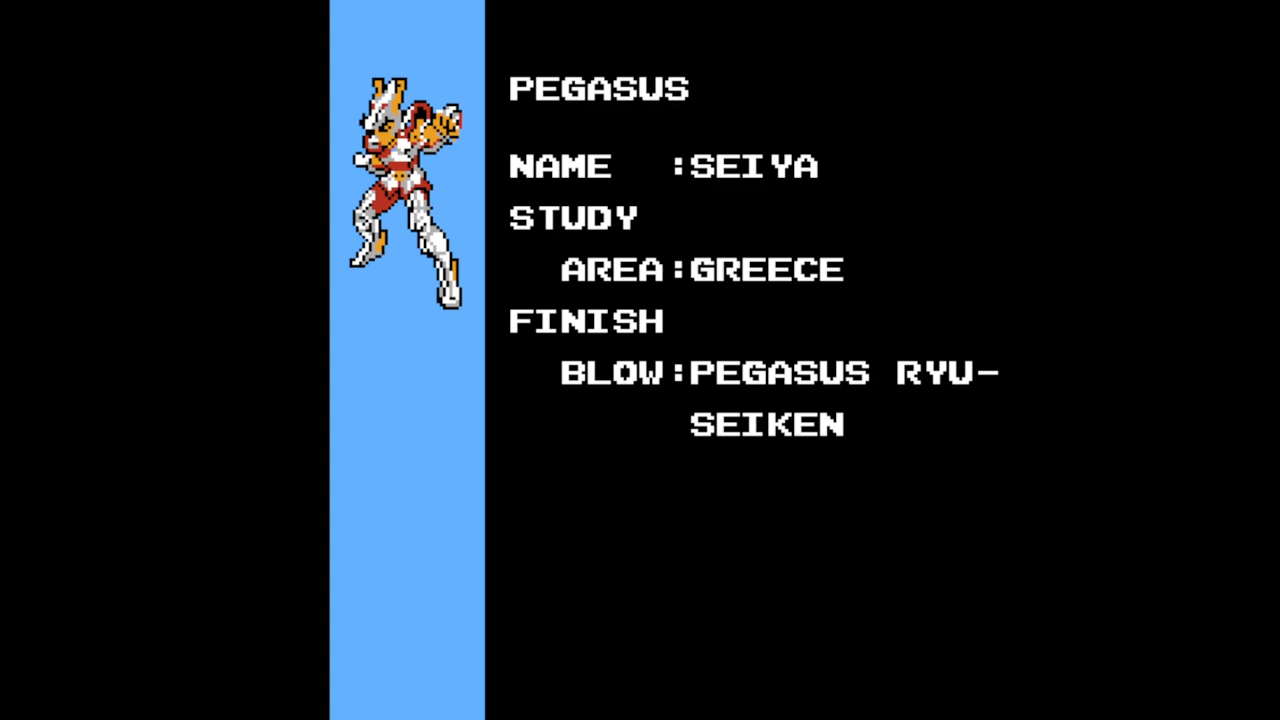 PEGASUS
NAME :SEIYA
STUDY
AREA:GREECE
FINISH
BLOW:PEGASUS RYU-
SEIKEN